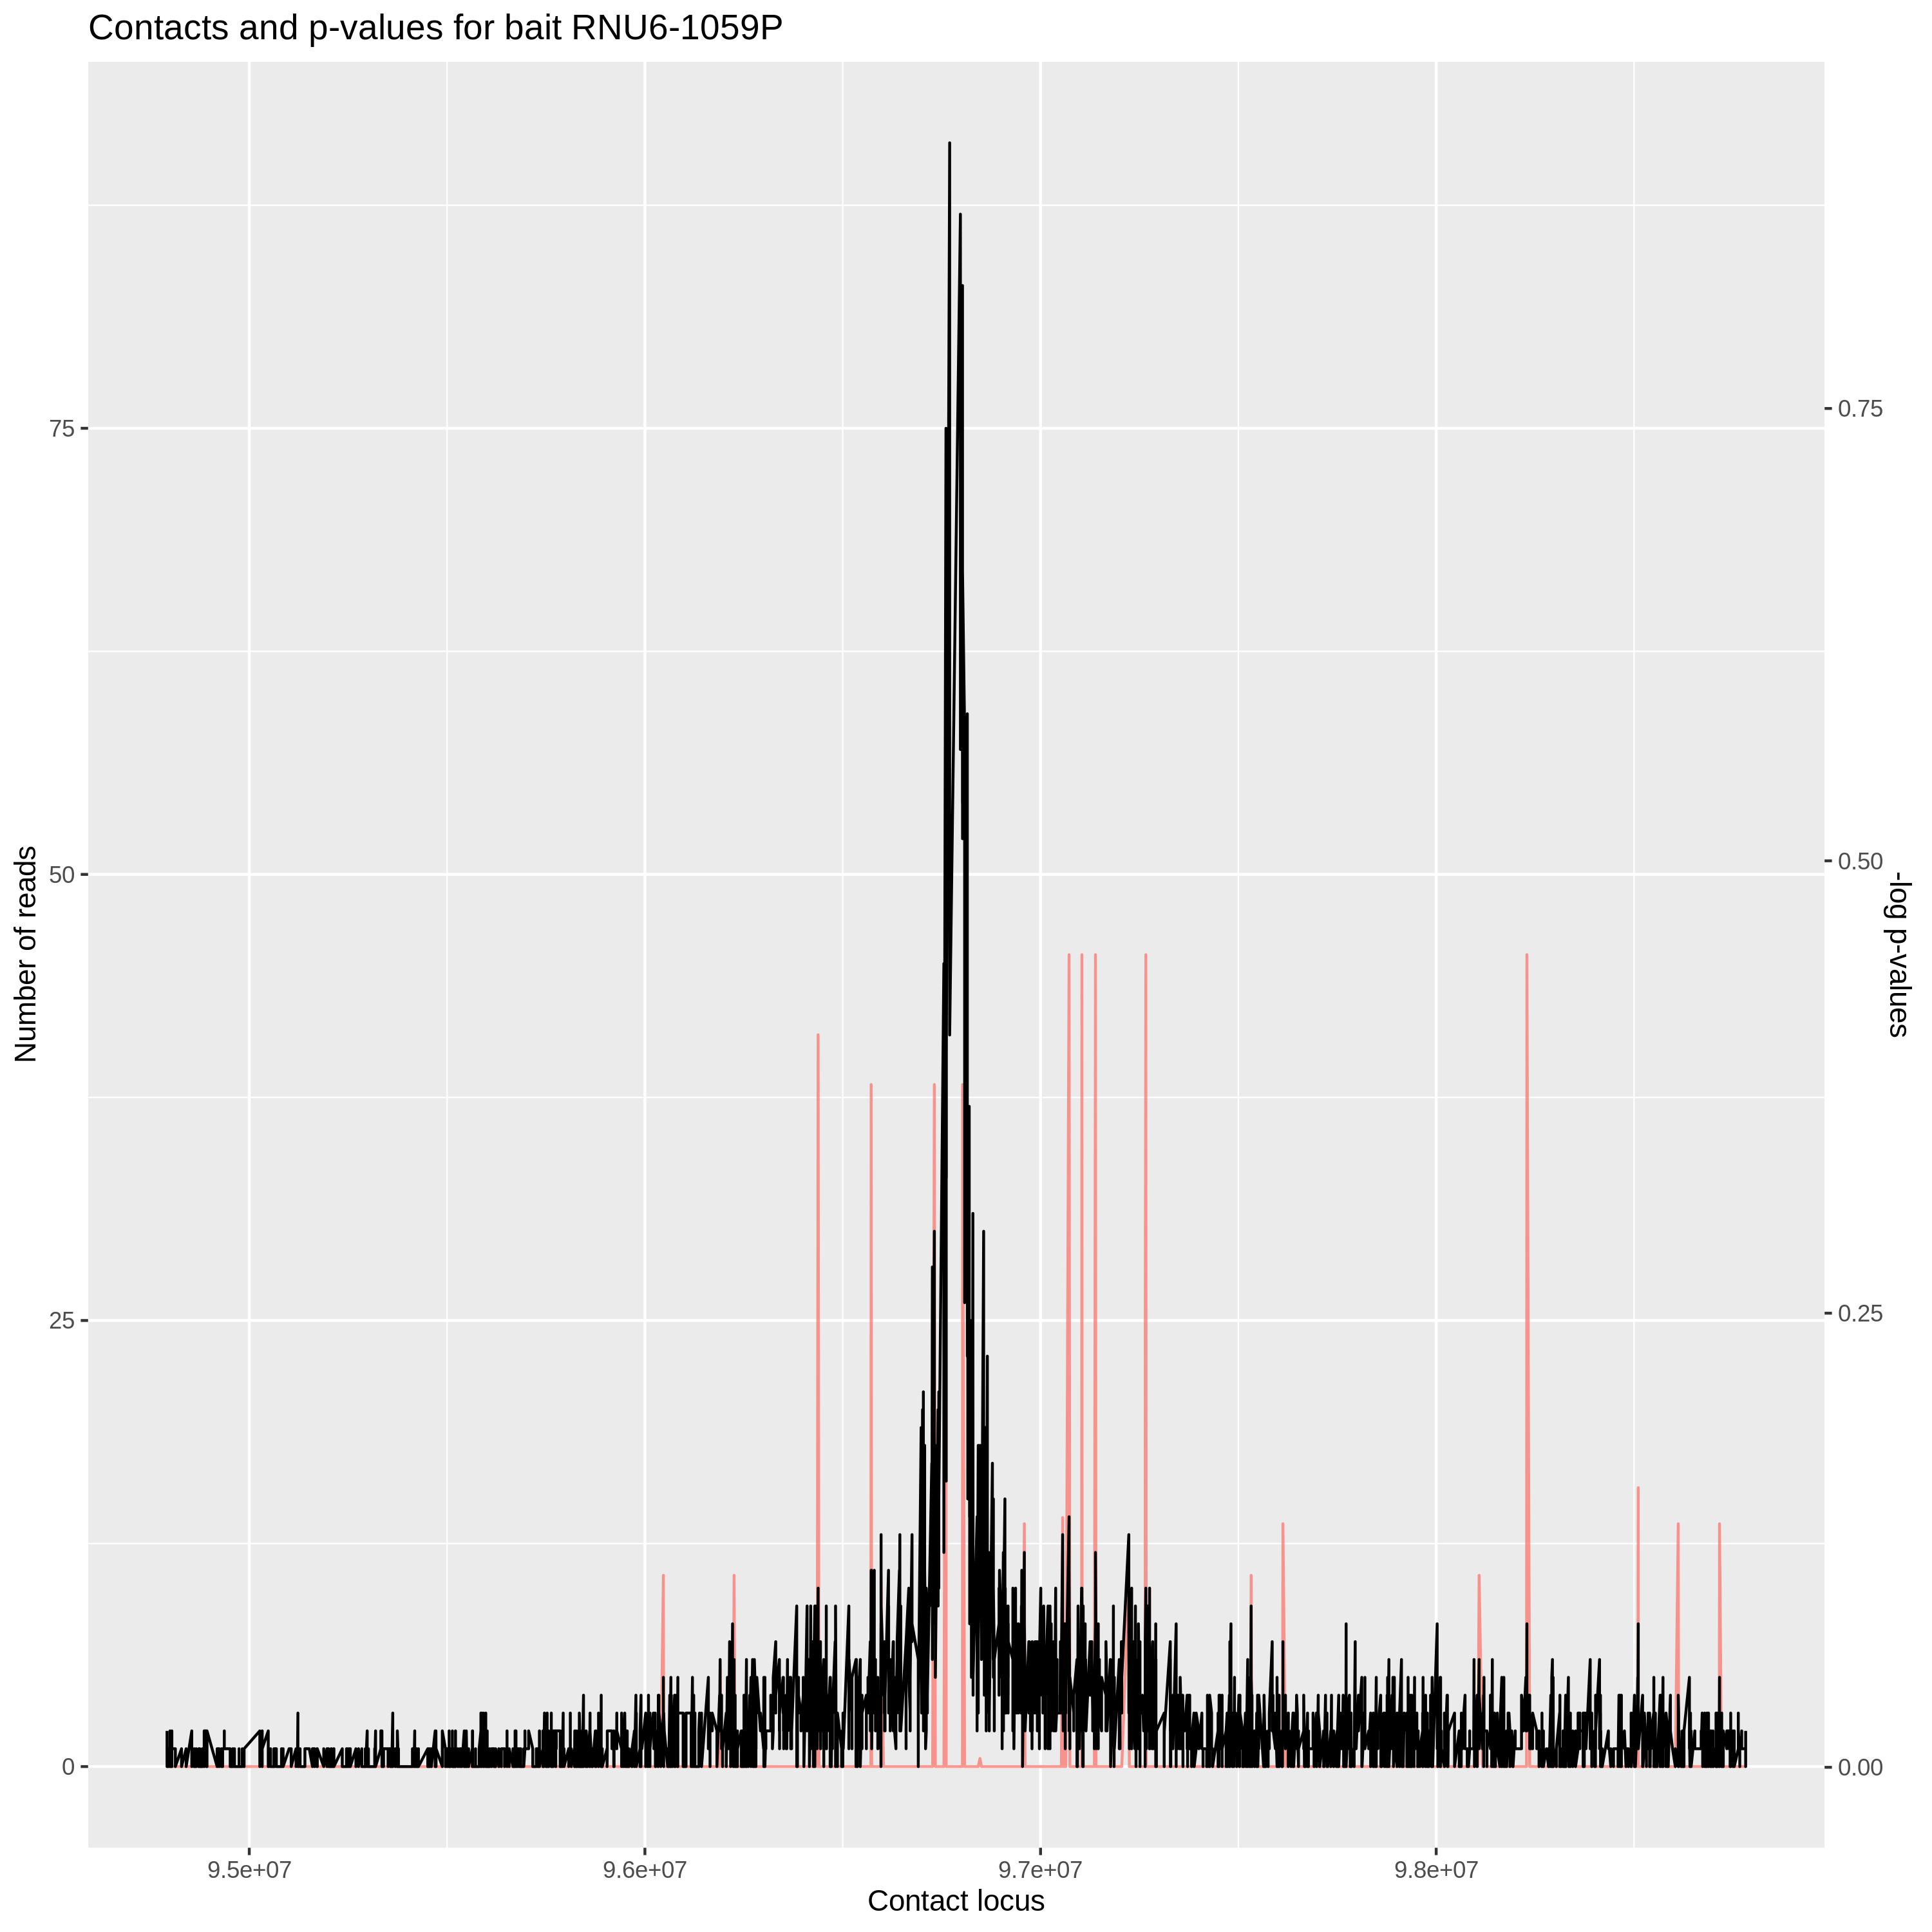 Contacts and p-values for bait RNU6-1059P
Number of reads
75
50
25
0
0.75
0.50
0.25
0.00
-log p-values
9.5e+07
9.6e+07
9.7e+07
9.8e+07
Contact locus